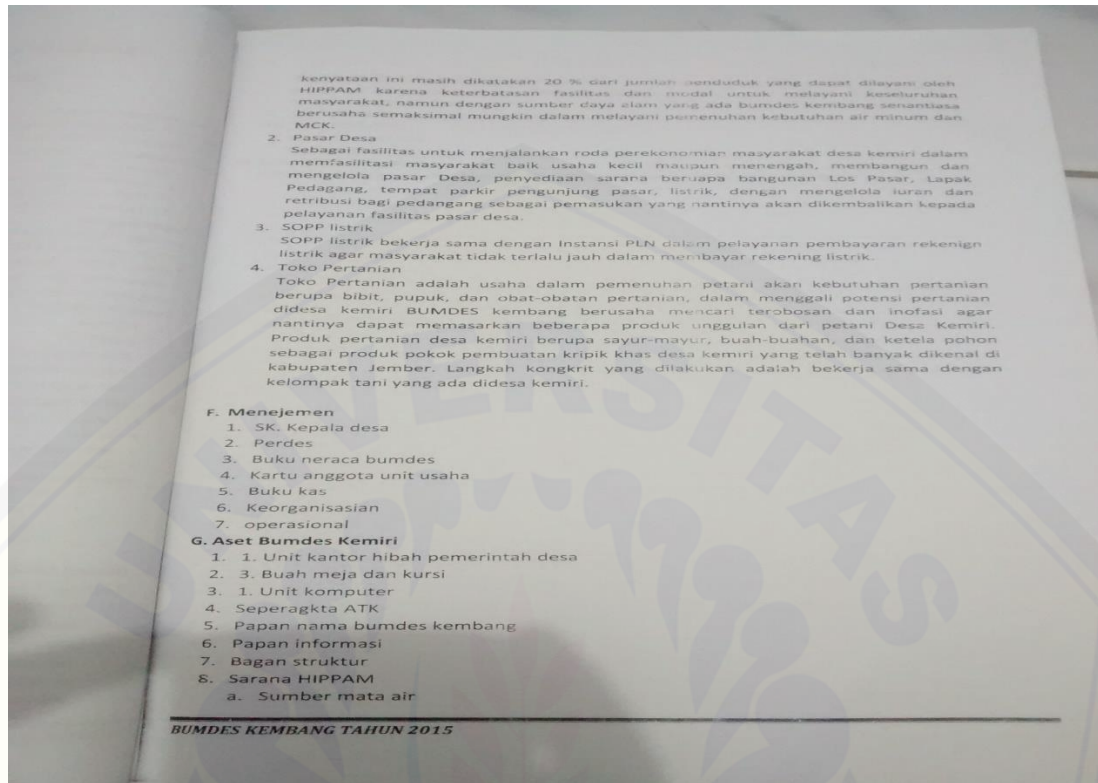 kenyataan ini masih dikatakan 20 % dari jumlah penduduk yang dapat dilayani oleh
HIPPAM karena keterbatasan fasilitas dan modal untuk melayani keseluruhan
masyarakat, namun dengan sumber daya alam yang ada bumdes kembang senantiasa
berusaha semaksimal mungkin dalam melayani pemenuhan kebutuhan air minum dan
MCK.
2. Pasar Desa
Sebagai fasilitas untuk menjalankan roda perekonomian masyarakat desa kemiri dalam
memfasilitasi masyarakat baik usaha kecil maupun menengah, membangun dan
mengelola pasar Desa, penyediaan sarana beruapa bangunan Los Pasar, Lapak
Pedagang, tempat parkir pengunjung pasar, listrik, dengan mengelola iuran dan
retribusi bagi pedangang sebagai pemasukan yang nantinya akan dikembalikan kepada
pelayanan fasilitas pasar desa.
3. SOPP listrik
SOPP listrik bekerja sama dengan Instansi PLN dalam pelayanan pembayaran rekenign
listrik agar masyarakat tidak terlalu jauh dalam membayar rekening listrik.
4. Toko Pertanian
Toko Pertanian adalah usaha dalam pemenuhan petani akan kebutuhan pertanian
berupa bibit, pupuk, dan obat-obatan pertanian, dalam menggali potensi pertanian
didesa kemiri BUMDES kembang berusaha mencari terobosan dan inofasi agar
nantinya dapat memasarkan beberapa produk unggulan dari petani Desa Kemiri.
Produk pertanian desa kemiri berupa sayur-mayur, buah-buahan, dan ketela pohon
sebagai produk pokok pembuatan kripik khas desa kemiri yang telah banyak dikenal di
kabupaten Jember. Langkah kongkrit yang dilakukan adalah bekerja sama dengan
kelompak tani yang ada didesa kemiri.
F. Menejemen
1. SK. Kepala desa
2. Perdes
3. Buku neraca bumdes
4. Kartu anggota unit usaha
5. Buku kas
6. Keorganisasian
7. operasional
G. Aset Bumdes Kemiri
1. 1. Unit kantor hibah pemerintah desa
2. 3. Buah meja dan kursi
3. 1. Unit komputer
4. Seperagkta ATK
5. Papan nama bumdes kembang
6. Papan informasi
7. Bagan struktur
8. Sarana HIPPAM
a. Sumber mata air
BUMDES KEMBANG TAHUN 2015
UNIVERSITAS